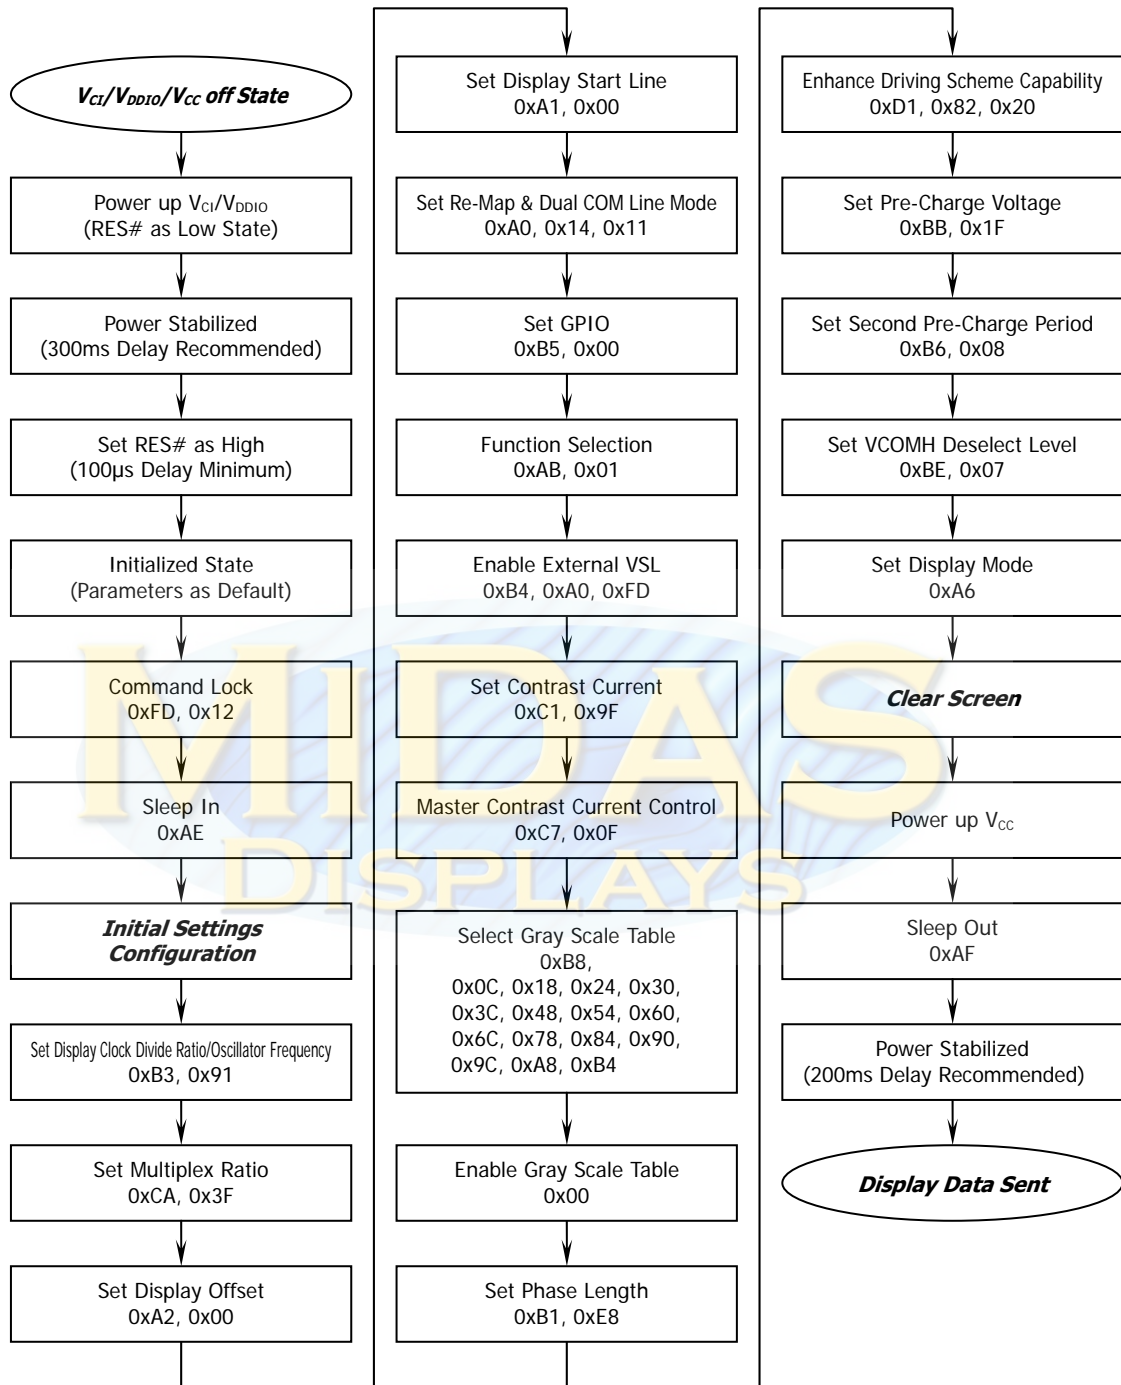 V_CI/V_DDIO/V_CC off State
Power up V_CI/V_DDIO
(RES# as Low State)
Power Stabilized
(300ms Delay Recommended)
Set RES# as High
(100µs Delay Minimum)
Initialized State
(Parameters as Default)
Command Lock
0xFD, 0x12
Sleep In
0xAE
Initial Settings
Configuration
Set Display Clock Divide Ratio/Oscillator Frequency
0xB3, 0x91
Set Multiplex Ratio
0xCA, 0x3F
Set Display Offset
0xA2, 0x00
Set Display Start Line
0xA1, 0x00
Set Re-Map & Dual COM Line Mode
0xA0, 0x14, 0x11
Set GPIO
0xB5, 0x00
Function Selection
0xAB, 0x01
Enable External VSL
0xB4, 0xA0, 0xFD
Set Contrast Current
0xC1, 0x9F
Master Contrast Current Control
0xC7, 0x0F
Select Gray Scale Table
0xB8,
0x0C, 0x18, 0x24, 0x30,
0x3C, 0x48, 0x54, 0x60,
0x6C, 0x78, 0x84, 0x90,
0x9C, 0xA8, 0xB4
Enable Gray Scale Table
0x00
Set Phase Length
0xB1, 0xE8
Enhance Driving Scheme Capability
0xD1, 0x82, 0x20
Set Pre-Charge Voltage
0xBB, 0x1F
Set Second Pre-Charge Period
0xB6, 0x08
Set VCOMH Deselect Level
0xBE, 0x07
Set Display Mode
0xA6
Clear Screen
Power up V_CC
Sleep Out
0xAF
Power Stabilized
(200ms Delay Recommended)
Display Data Sent
MIDAS
DISPLAYS